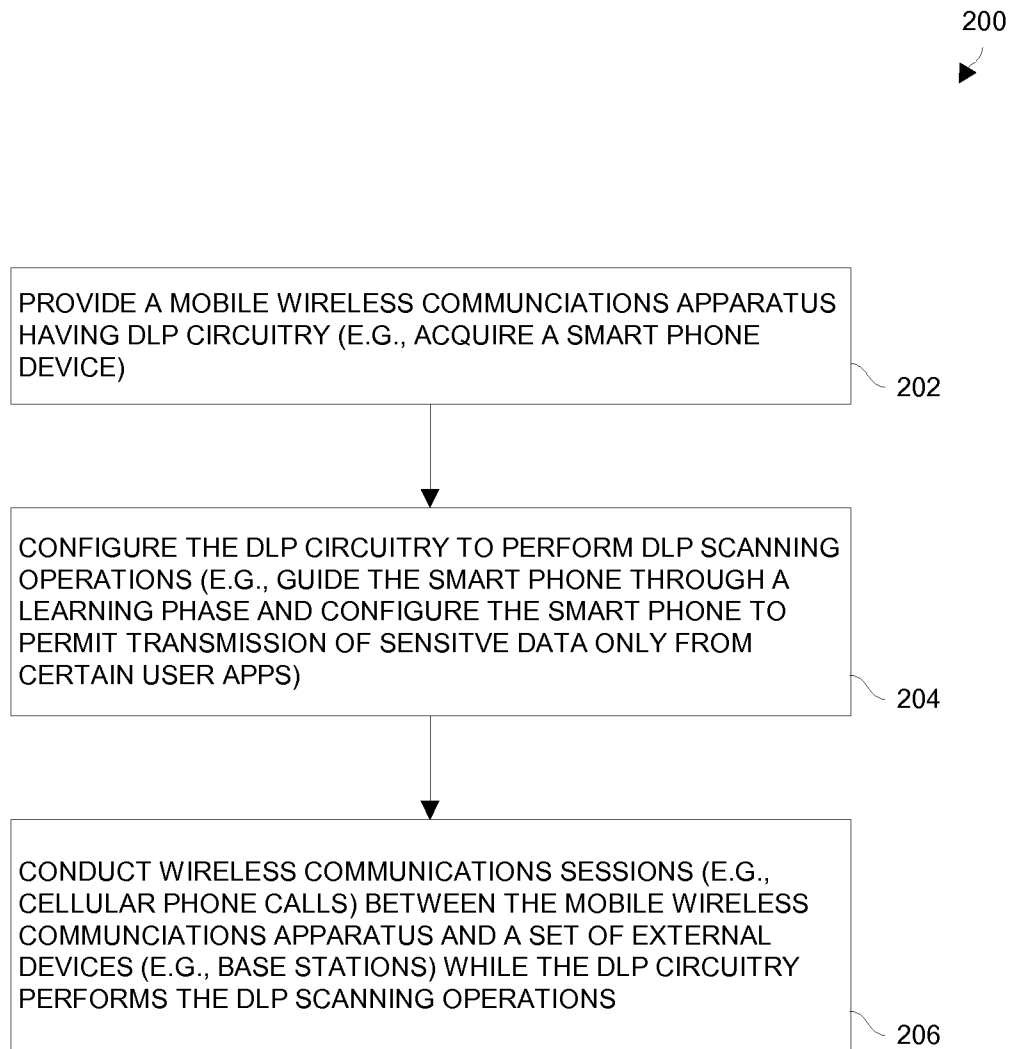 200
PROVIDE A MOBILE WIRELESS COMMUNCIATIONS APPARATUS
HAVING DLP CIRCUITRY (E.G., ACQUIRE A SMART PHONE
DEVICE)
202
CONFIGURE THE DLP CIRCUITRY TO PERFORM DLP SCANNING
OPERATIONS (E.G., GUIDE THE SMART PHONE THROUGH A
LEARNING PHASE AND CONFIGURE THE SMART PHONE TO
PERMIT TRANSMISSION OF SENSITVE DATA ONLY FROM
CERTAIN USER APPS)
204
CONDUCT WIRELESS COMMUNICATIONS SESSIONS (E.G.,
CELLULAR PHONE CALLS) BETWEEN THE MOBILE WIRELESS
COMMUNCIATIONS APPARATUS AND A SET OF EXTERNAL
DEVICES (E.G., BASE STATIONS) WHILE THE DLP CIRCUITRY
PERFORMS THE DLP SCANNING OPERATIONS
206